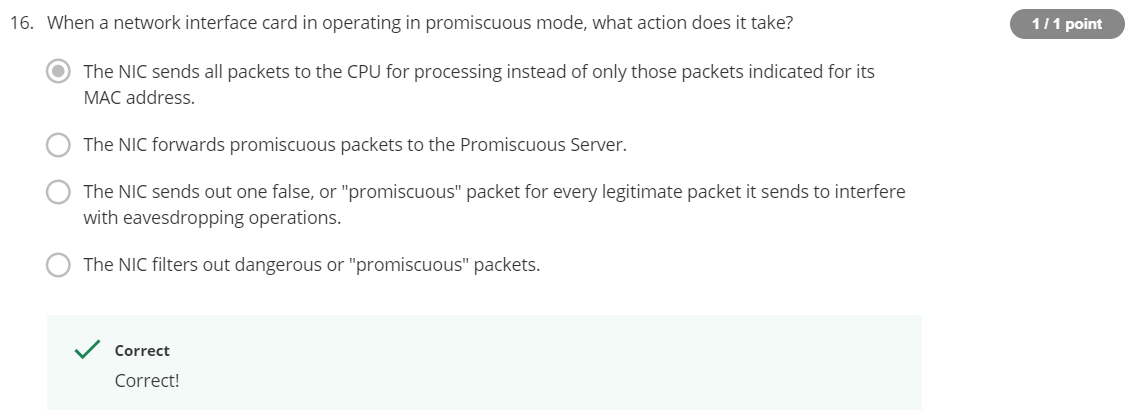 16. When a network interface card in operating in promiscuous mode, what action does it take?
1 / 1 point
The NIC sends all packets to the CPU for processing instead of only those packets indicated for its
MAC address.
The NIC forwards promiscuous packets to the Promiscuous Server.
The NIC sends out one false, or "promiscuous" packet for every legitimate packet it sends to interfere
with eavesdropping operations.
The NIC filters out dangerous or "promiscuous" packets.
Correct
Correct!